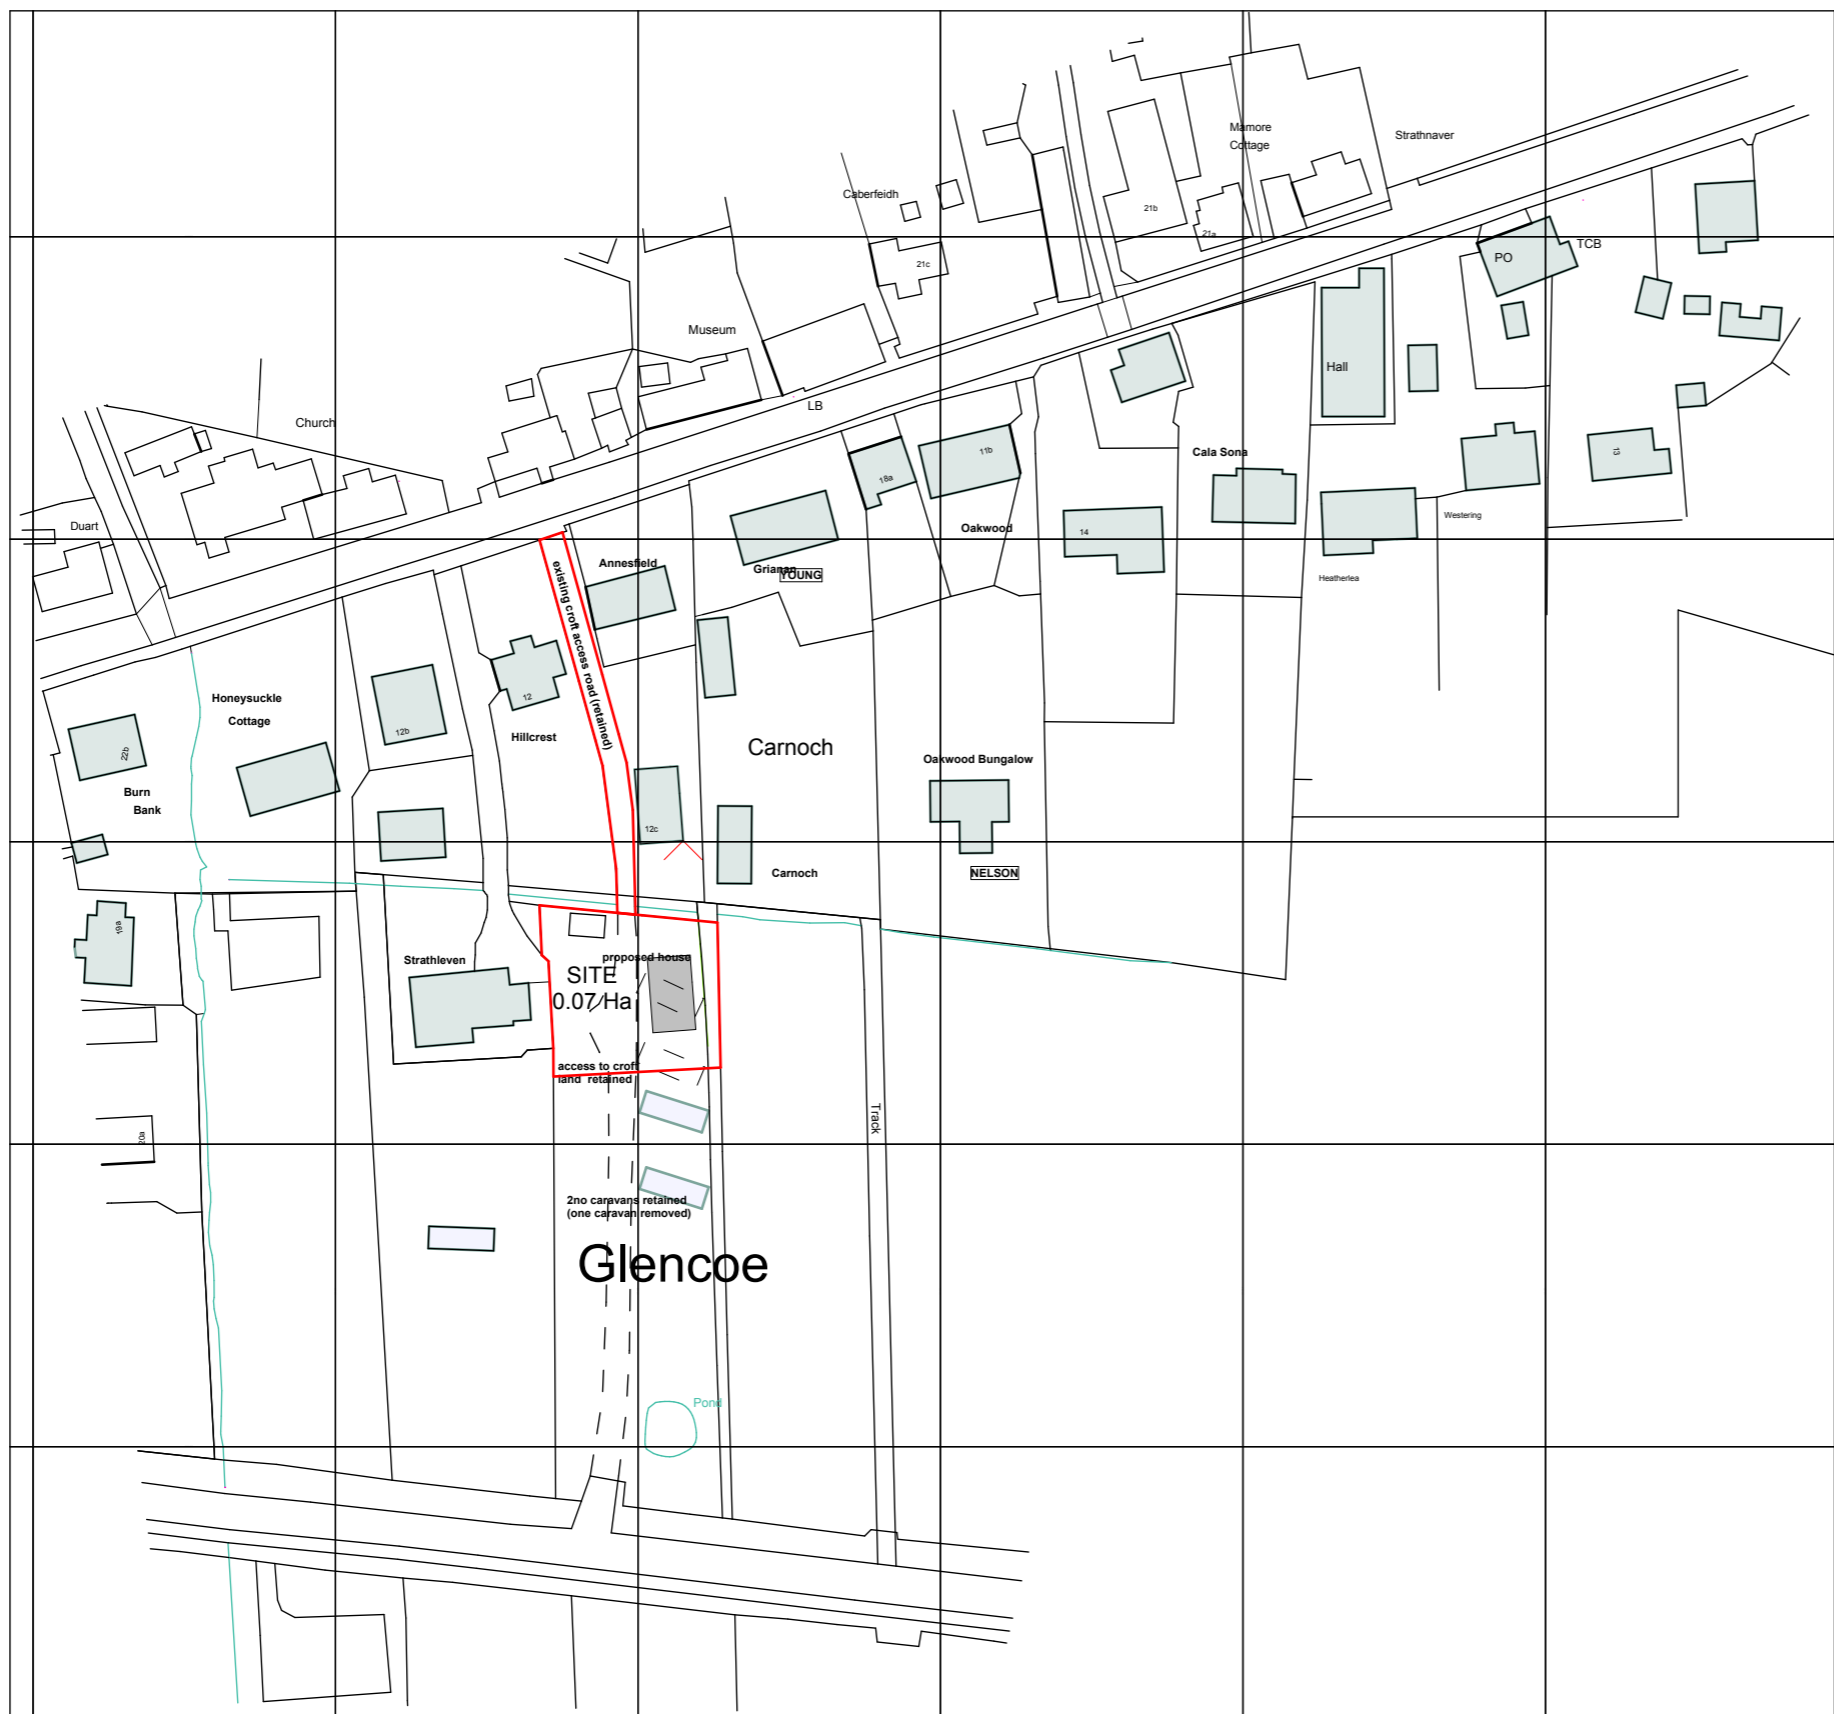 Mamore
Cottage
Strathnaver
Caberfeidh
21b
21a
TCB
PO
21c
Museum
Hall
LB
Church
Cala Sona
11b
18a
13
Westering
Duart
Oakwood
14
Annesfield
Grianan
YOUNG
Heatherlea
existing croft access road (retained)
12
Honeysuckle
Cottage
12b
Hillcrest
Carnoch
22b
Oakwood Bungalow
Burn
Bank
12c
Carnoch
NELSON
19a
Strathleven
proposed house
SITE
0.07 Ha
access to croft
land retained
Track
20a
2no caravans retained
(one caravan removed)
Glencoe
Pond